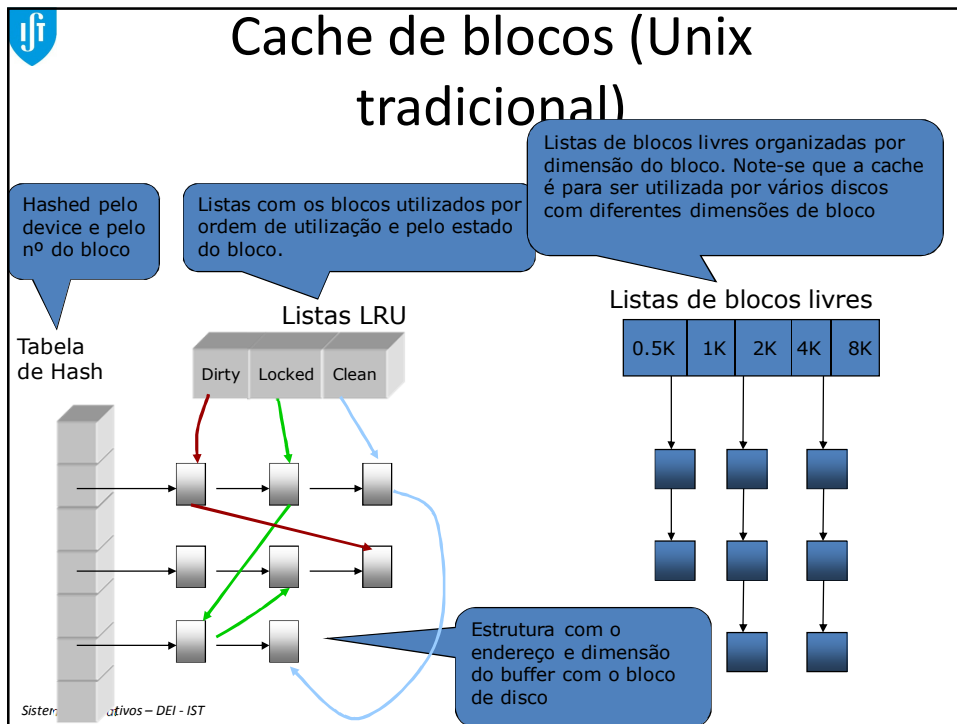 IST
Cache de blocos (Unix
tradicional)
Listas de blocos livres organizadas por
dimensão do bloco. Note-se que a cache
é para ser utilizada por vários discos
com diferentes dimensões de bloco
Hashed pelo
device e pelo
nº do bloco
Listas com os blocos utilizados por
ordem de utilização e pelo estado
do bloco.
Listas de blocos livres
Listas LRU
Tabela
de Hash
0.5K 1K 2K 4K 8K
Dirty Locked Clean
Estrutura com o
endereço e dimensão
do buffer com o bloco
de disco
– DEI - IST